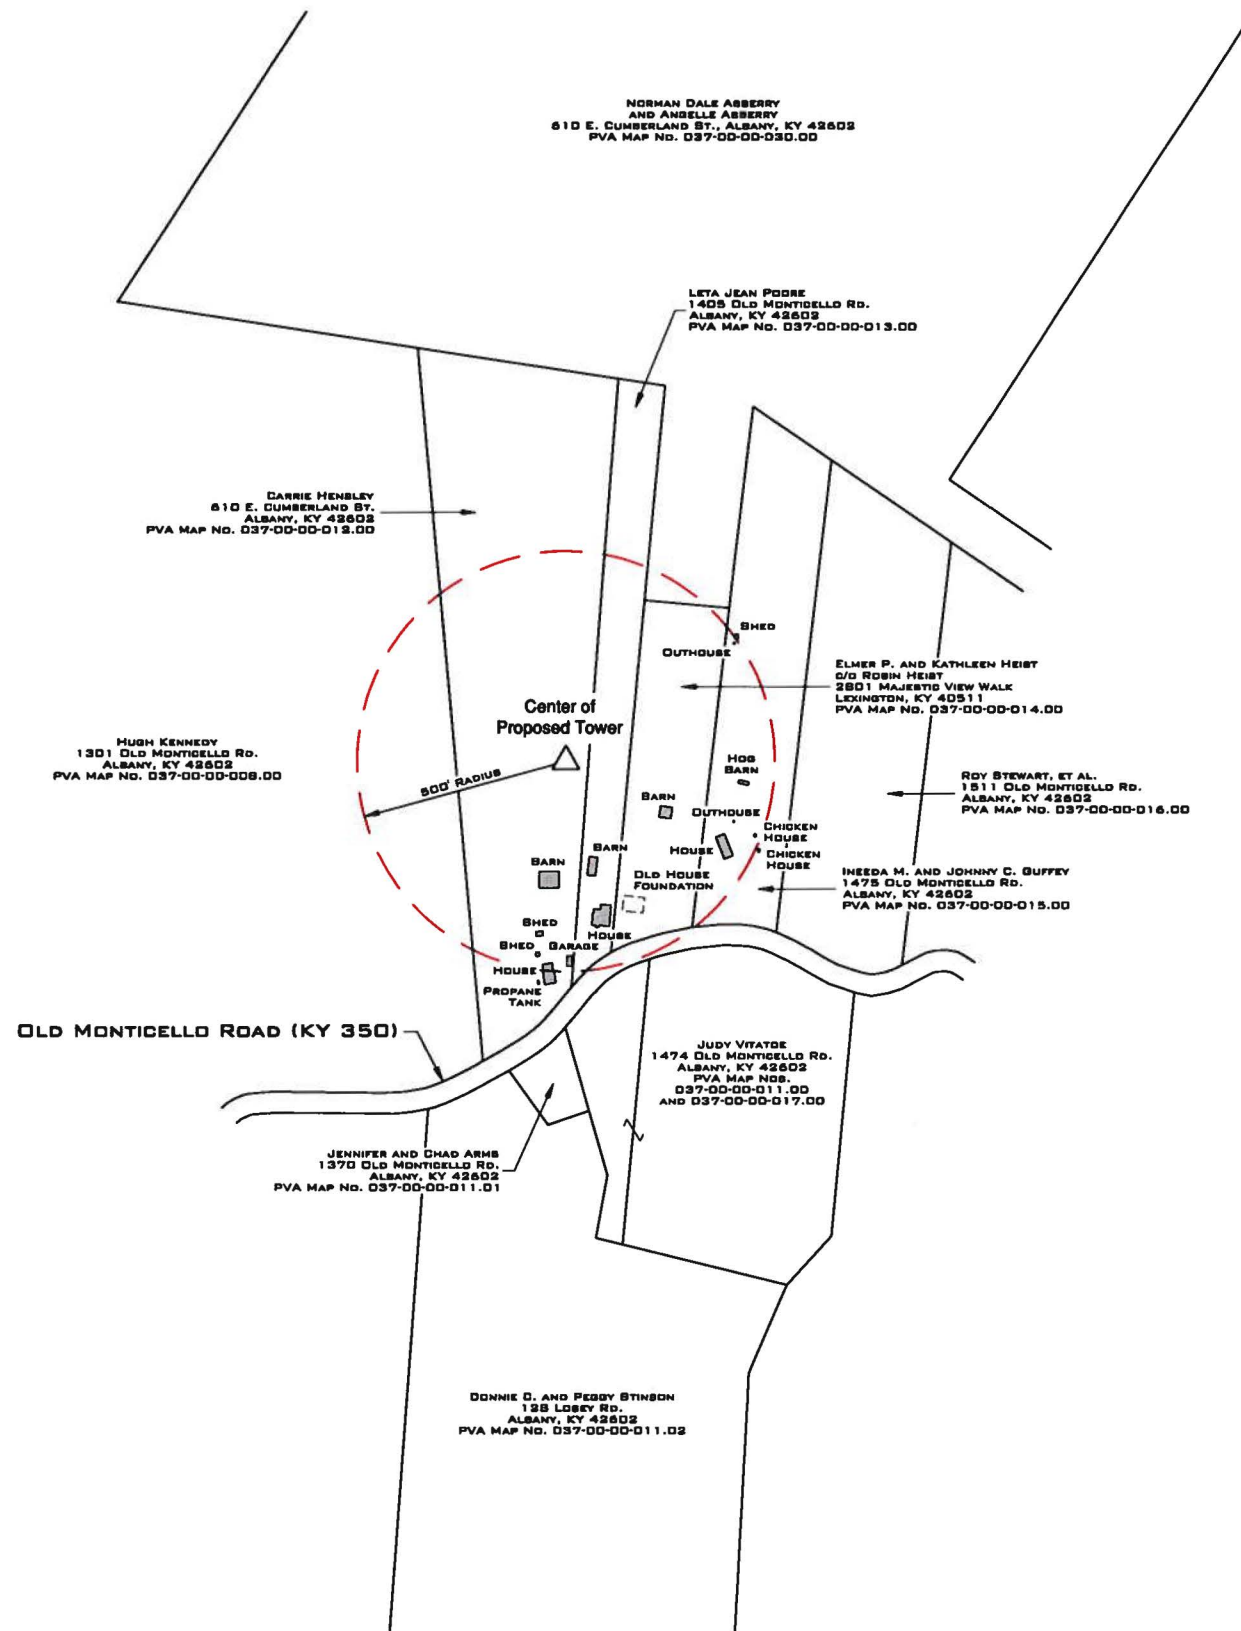 NORMAN DALE ASBERRY
AND ANGELLE ASBERRY
610 E. CUMBERLAND ST., ALBANY, KY 42602
PVA MAP NO. 037-00-00-030.00
LETA JEAN POORE
1405 OLD MONTICELLO RD.
ALBANY, KY 42602
PVA MAP NO. 037-00-00-013.00
CARRIE HENSLEY
610 E. CUMBERLAND ST.
ALBANY, KY 42602
PVA MAP NO. 037-00-00-012.00
SHED
OUTHOUSE
ELMER P. AND KATHLEEN HEIST
C/O ROBIN HEIST
2801 MAJESTIC VIEW WALK
LEXINGTON, KY 40511
PVA MAP NO. 037-00-00-014.00
Center of
Proposed Tower
HUGH KENNEDY
1301 OLD MONTICELLO RD.
ALBANY, KY 42602
PVA MAP NO. 037-00-00-008.00
500' RADIUS
HOG
BARN
ROY STEWART, ET AL.
1511 OLD MONTICELLO RD.
ALBANY, KY 42602
PVA MAP NO. 037-00-00-016.00
BARN
OUTHOUSE
CHICKEN
HOUSE
HOUSE
CHICKEN
HOUSE
BARN
BARN
OLD HOUSE
FOUNDATION
INEEDA M. AND JOHNNY C. GUFFEY
1475 OLD MONTICELLO RD.
ALBANY, KY 42602
PVA MAP NO. 037-00-00-015.00
SHED
HOUSE
SHED
GARAGE
HOUSE
PROPANE
TANK
OLD MONTICELLO ROAD (KY 350)
JUDY VITATOE
1474 OLD MONTICELLO RD.
ALBANY, KY 42602
PVA MAP NOS.
037-00-00-011.00
AND 037-00-00-017.00
JENNIFER AND CHAD ARMS
1370 OLD MONTICELLO RD.
ALBANY, KY 42602
PVA MAP NO. 037-00-00-011.01
DONNIE C. AND PEGGY STINSON
128 LOBEY RD.
ALBANY, KY 42602
PVA MAP NO. 037-00-00-011.02